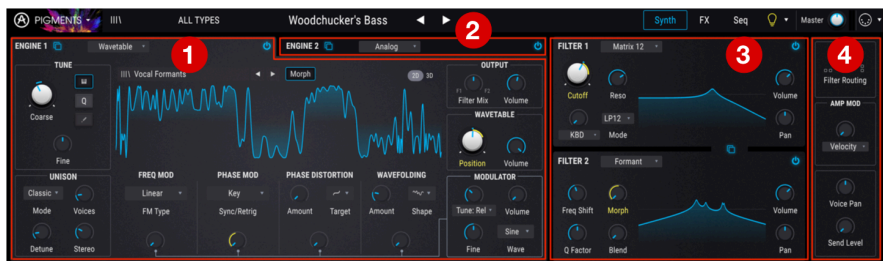 PIGMENTS
ALL TYPES
Woodchucker's Bass
Synth FX Seq
Master
ENGINE 1 Wavetable
1
ENGINE 2 Analog
2
TUNE
Coarse
Q
Fine
Vocal Formants
Morph
2D 3D
OUTPUT
F1 F2
Filter Mix Volume
WAVETABLE
Position Volume
UNISON
Classic
Mode Voices
Detune Stereo
FREQ MOD
Linear
FM Type
PHASE MOD
Key
Sync/Retrig
PHASE DISTORTION
Amount Target
WAVEFOLDING
Amount Shape
MODULATOR
Tune: Rel Volume
Sine
Fine Wave
FILTER 1 Matrix 12
3
Cutoff Reso
LP12
KBD Mode
Volume
Pan
FILTER 2 Formant
Freq Shift Morph
Q Factor Blend
Volume
Pan
4
Filter Routing
AMP MOD
Velocity
Voice Pan
Send Level